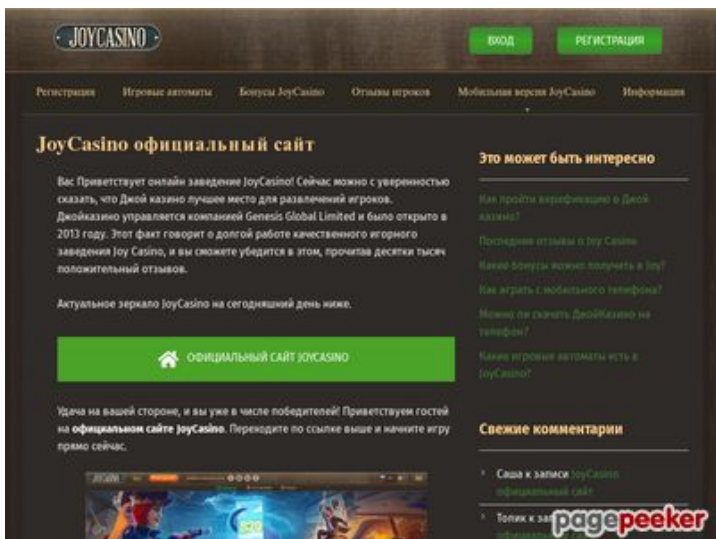 JOYCASINO
ВХОД
РЕГИСТРАЦИЯ
Регистрация Игровые автоматы Бонусы JoyCasino Отзывы игроков Мобильная версия JoyCasino Информация
JoyCasino официальный сайт
Вас Приветствует онлайн заведение JoyCasino! Сейчас можно с уверенностью
сказать, что Джой казино лучшее место для развлечений игроков.
Джойказино управляется компанией Genesis Global Limited и было открыто в
2013 году. Этот факт говорит о долгой работе качественного игорного
заведения Joy Casino, и вы сможете убедится в этом, прочитав десятки тысяч
положительный отзывов.
Актуальное зеркало JoyCasino на сегодняшний день ниже.
ОФИЦИАЛЬНЫЙ САЙТ JOYCASINO
Удача на вашей стороне, и вы уже в числе победителей! Приветствуем гостей
на официальном сайте JoyCasino. Переходите по ссылке выше и начните игру
прямо сейчас.
Это может быть интересно
Как пройти верификацию в Джой
казино?
Последние отзывы о Joy Casino
Какие бонусы можно получить в Joy?
Как играть с мобильного телефона?
Можно ли скачать ДжойКазино на
телефон?
Какие игровые автоматы есть в
JoyCasino?
Свежие комментарии
Саша к записи JoyCasino
официальный сайт
Толик к зап
pagepeeker